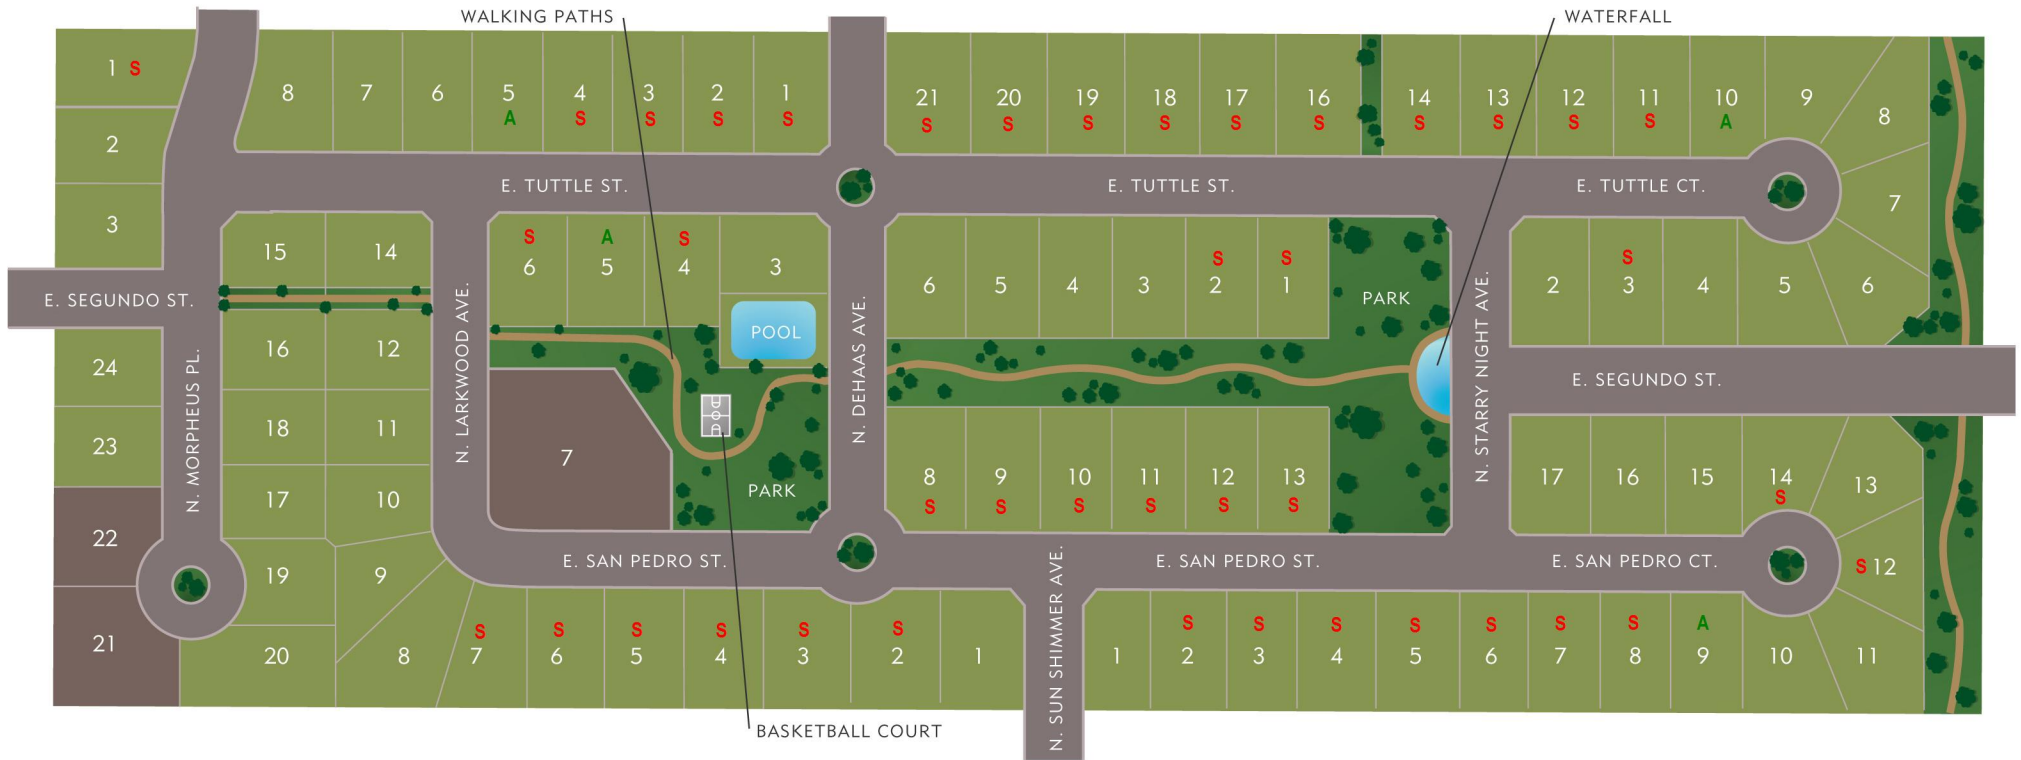 WALKING PATHS
WATERFALL
1 S
8
7
6
5
A
4
S
3
S
2
S
1
S
21
S
20
S
19
S
18
S
17
S
16
S
14
S
13
S
12
S
11
S
10
A
9
8
2
3
7
E. TUTTLE ST.
E. TUTTLE ST.
E. TUTTLE CT.
15
14
S
6
A
5
S
4
3
6
5
4
3
S
2
S
1
PARK
2
S
3
4
5
6
E. SEGUNDO ST.
POOL
E. SEGUNDO ST.
N. MORPHEUS PL.
N. LARKWOOD AVE.
N. DEHAAS AVE.
N. STARRY NIGHT AVE.
24
16
12
23
18
11
22
17
10
21
19
9
20
8
7
PARK
8
S
9
S
10
S
11
S
12
S
13
S
17
16
15
14
S
13
S 12
11
E. SAN PEDRO ST.
E. SAN PEDRO ST.
E. SAN PEDRO CT.
N. SUN SHIMMER AVE.
S
7
S
6
S
5
S
4
S
3
S
2
1
1
S
2
S
3
S
4
S
5
S
6
S
7
S
8
A
9
10
BASKETBALL COURT